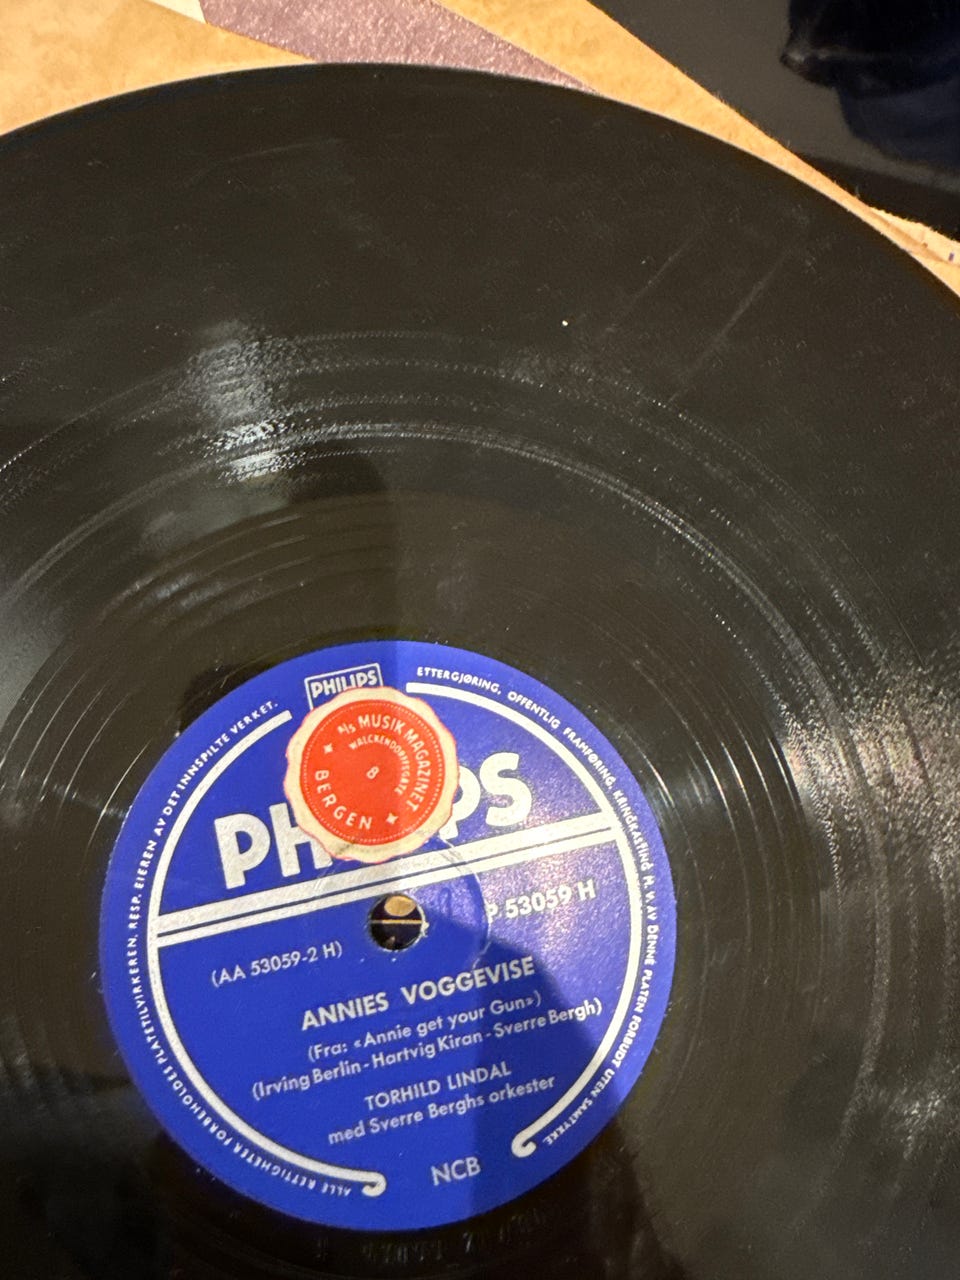 PHILIPS
ETTERGJØRING, OFFENTLIG FRAMFØRING, KRINGKASTING M. V. AV DENNE PLATEN FORBUDT UTEN SAMTYKKE
ALLE RETTIGHETER FORBEHOLDES PLATETILVIRKEREN, RESP. EIEREN AV DET INNSPILTE VERKET.
A/S MUSIK MAGAZINET
WALCKENDORFFSGATE
8
BERGEN
PH PS
P 53059 H
(AA 53059-2 H)
ANNIES VOGGEVISE
(Fra: «Annie get your Gun»)
(Irving Berlin - Hartvig Kiran - Sverre Bergh)
TORHILD LINDAL
med Sverre Berghs orkester
NCB